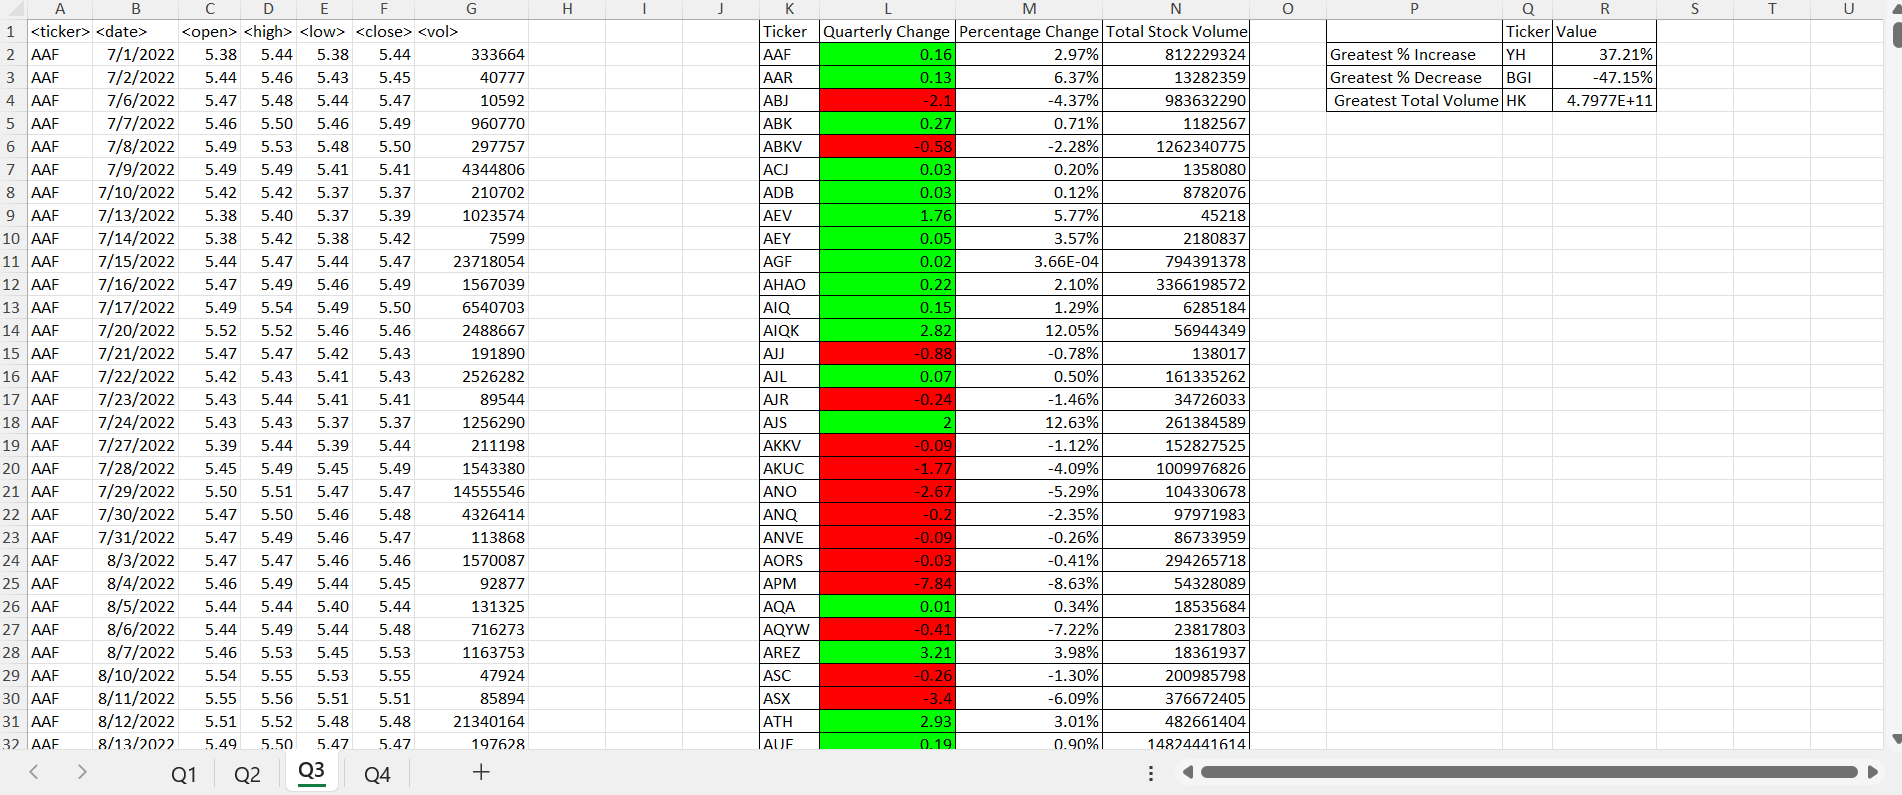 A B C D E F G H I J K L M N O P Q R S T U
1 <ticker> <date> <open> <high> <low> <close> <vol> Ticker Quarterly Change Percentage Change Total Stock Volume Ticker Value
2 AAF 7/1/2022 5.38 5.44 5.38 5.44 333664 AAF 0.16 2.97% 812229324 Greatest % Increase YH 37.21%
3 AAF 7/2/2022 5.44 5.46 5.43 5.45 40777 AAR 0.13 6.37% 13282359 Greatest % Decrease BGI -47.15%
4 AAF 7/6/2022 5.47 5.48 5.44 5.47 10592 ABJ -2.1 -4.37% 983632290 Greatest Total Volume HK 4.7977E+11
5 AAF 7/7/2022 5.46 5.50 5.46 5.49 960770 ABK 0.27 0.71% 1182567
6 AAF 7/8/2022 5.49 5.53 5.48 5.50 297757 ABKV -0.58 -2.28% 1262340775
7 AAF 7/9/2022 5.49 5.49 5.41 5.41 4344806 ACJ 0.03 0.20% 1358080
8 AAF 7/10/2022 5.42 5.42 5.37 5.37 210702 ADB 0.03 0.12% 8782076
9 AAF 7/13/2022 5.38 5.40 5.37 5.39 1023574 AEV 1.76 5.77% 45218
10 AAF 7/14/2022 5.38 5.42 5.38 5.42 7599 AEY 0.05 3.57% 2180837
11 AAF 7/15/2022 5.44 5.47 5.44 5.47 23718054 AGF 0.02 3.66E-04 794391378
12 AAF 7/16/2022 5.47 5.49 5.46 5.49 1567039 AHAO 0.22 2.10% 3366198572
13 AAF 7/17/2022 5.49 5.54 5.49 5.50 6540703 AIQ 0.15 1.29% 6285184
14 AAF 7/20/2022 5.52 5.52 5.46 5.46 2488667 AIQK 2.82 12.05% 56944349
15 AAF 7/21/2022 5.47 5.47 5.42 5.43 191890 AJJ -0.88 -0.78% 138017
16 AAF 7/22/2022 5.42 5.43 5.41 5.43 2526282 AJL 0.07 0.50% 161335262
17 AAF 7/23/2022 5.43 5.44 5.41 5.41 89544 AJR -0.24 -1.46% 34726033
18 AAF 7/24/2022 5.43 5.43 5.37 5.37 1256290 AJS 2 12.63% 261384589
19 AAF 7/27/2022 5.39 5.44 5.39 5.44 211198 AKKV -0.09 -1.12% 152827525
20 AAF 7/28/2022 5.45 5.49 5.45 5.49 1543380 AKUC -1.77 -4.09% 1009976826
21 AAF 7/29/2022 5.50 5.51 5.47 5.47 14555546 ANO -2.67 -5.29% 104330678
22 AAF 7/30/2022 5.47 5.50 5.46 5.48 4326414 ANQ -0.2 -2.35% 97971983
23 AAF 7/31/2022 5.47 5.49 5.46 5.47 113868 ANVE -0.09 -0.26% 86733959
24 AAF 8/3/2022 5.47 5.47 5.46 5.46 1570087 AORS -0.03 -0.41% 294265718
25 AAF 8/4/2022 5.46 5.49 5.44 5.45 92877 APM -7.84 -8.63% 54328089
26 AAF 8/5/2022 5.44 5.44 5.40 5.44 131325 AQA 0.01 0.34% 18535684
27 AAF 8/6/2022 5.44 5.49 5.44 5.48 716273 AQYW -0.41 -7.22% 23817803
28 AAF 8/7/2022 5.46 5.53 5.45 5.53 1163753 AREZ 3.21 3.98% 18361937
29 AAF 8/10/2022 5.54 5.55 5.53 5.55 47924 ASC -0.26 -1.30% 200985798
30 AAF 8/11/2022 5.55 5.56 5.51 5.51 85894 ASX -3.4 -6.09% 376672405
31 AAF 8/12/2022 5.51 5.52 5.48 5.48 21340164 ATH 2.93 3.01% 482661404
32 AAF 8/13/2022 5.49 5.50 5.47 5.47 197628 AUF 0.19 0.90% 14824441614
Q1 Q2 Q3 Q4